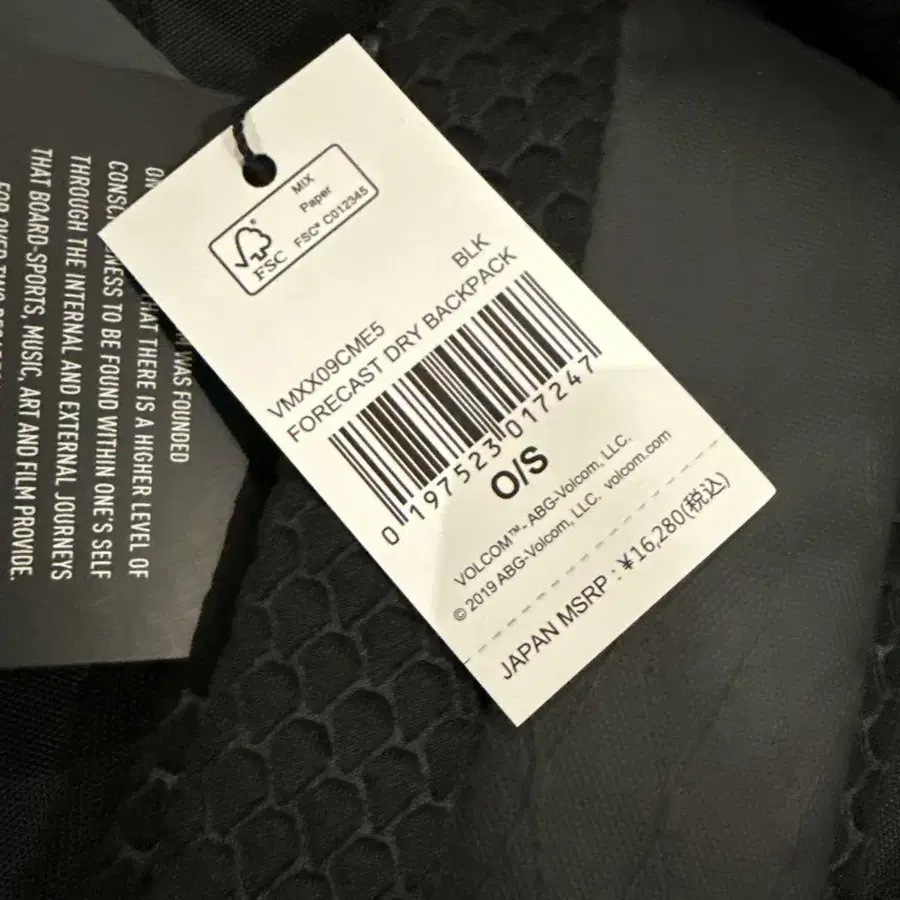 MIX
Paper
FSC® C012345
FSC
BLK
VMXX09CME5
FORECAST DRY BACKPACK
0 197523 017247
O/S
VOLCOM™- ABG-Volcom, LLC.
© 2019 ABG-Volcom, LLC. volcom.com
JAPAN MSRP : ¥16,280(税込)
WAS FOUNDED
THAT THERE IS A HIGHER LEVEL OF
TO BE FOUND WITHIN ONE'S SELF
THROUGH THE INTERNAL AND EXTERNAL JOURNEYS
THAT BOARD-SPORTS, MUSIC, ART AND FILM PROVIDE.
FOR OVER TWO